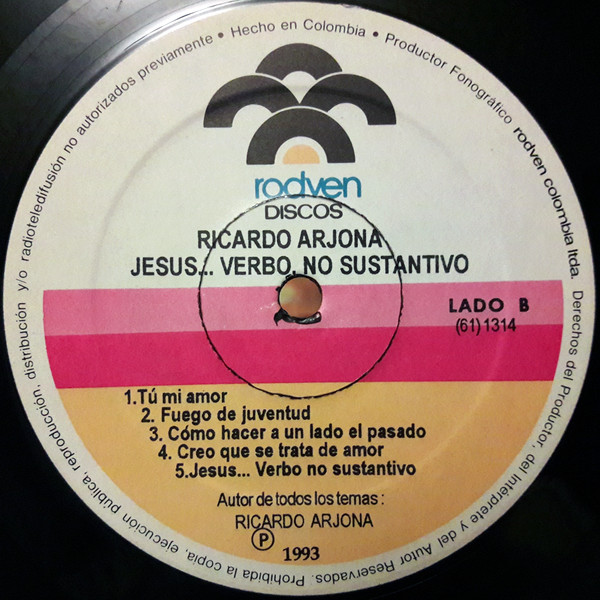 reproducción, distribución y/o radioteledifusión no autorizados previamente • Hecho en Colombia • Productor Fonográfico rodven colombia ltda. Derechos del Productor, del Intérprete y del Autor Reservados. Prohibida la copia, ejecución pública,
rodven
DISCOS
RICARDO ARJONA
JESUS... VERBO, NO SUSTANTIVO
LADO B
(61) 1314
1.Tú mi amor
2. Fuego de juventud
3. Cómo hacer a un lado el pasado
4. Creo que se trata de amor
5.Jesus... Verbo no sustantivo
Autor de todos los temas :
RICARDO ARJONA
Ⓟ 1993